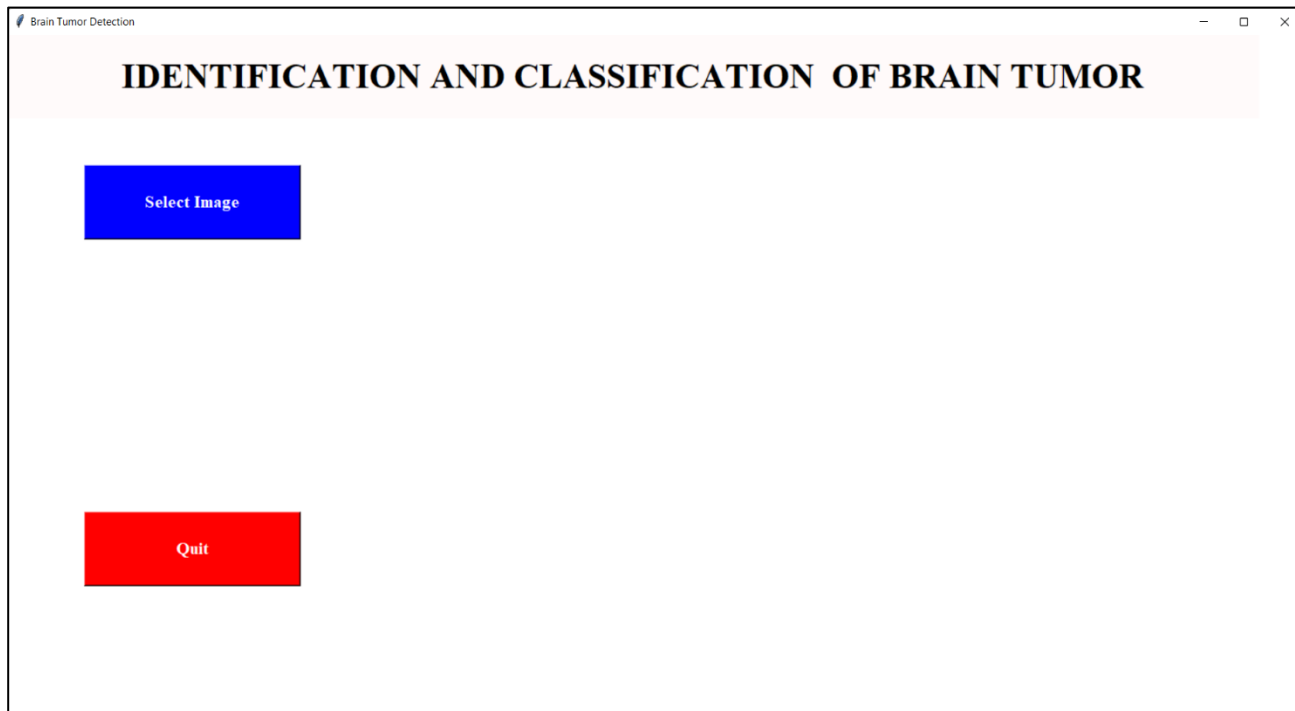 Brain Tumor Detection
IDENTIFICATION AND CLASSIFICATION  OF BRAIN TUMOR
Select Image
Quit